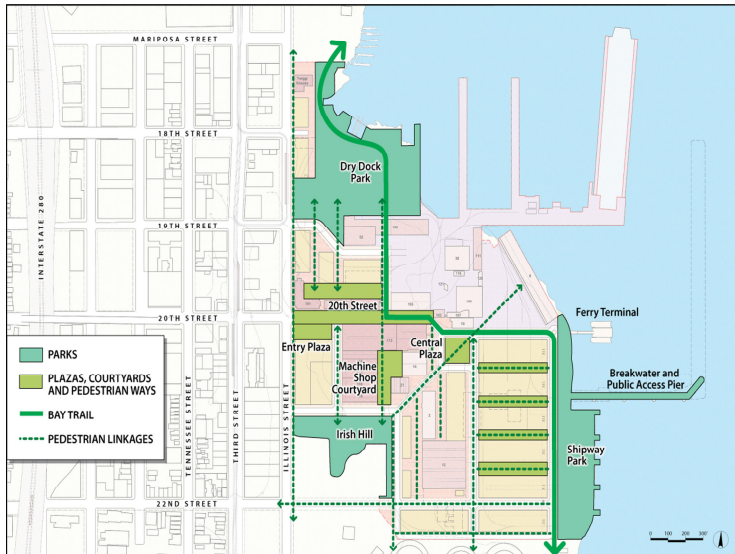 MARIPOSA STREET
18TH STREET
Dry Dock
Park
INTERSTATE 280
19TH STREET
20th Street
20TH STREET
Ferry Terminal
Entry Plaza
Central
Plaza
Machine
Shop
Courtyard
Breakwater and
Public Access Pier
PARKS
PLAZAS, COURTYARDS
AND PEDESTRIAN WAYS
BAY TRAIL
PEDESTRIAN LINKAGES
TENNESSEE STREET
THIRD STREET
ILLINOIS STREET
Irish Hill
Shipway
Park
22ND STREET
0 100 200 300'